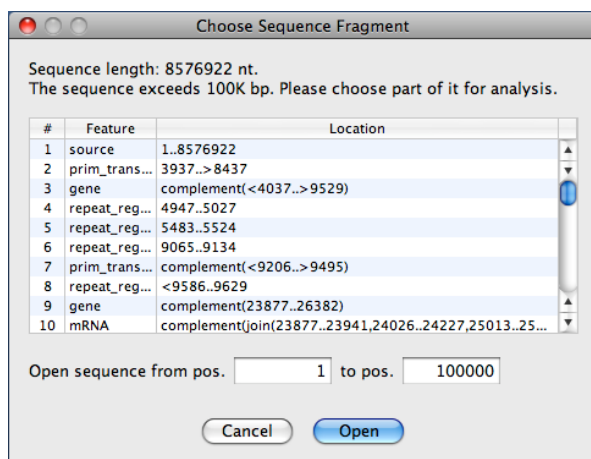 Choose Sequence Fragment
Sequence length: 8576922 nt.
The sequence exceeds 100K bp. Please choose part of it for analysis.
# Feature Location
1 source 1..8576922
2 prim_trans... 3937..>8437
3 gene complement(<4037..>9529)
4 repeat_reg... 4947..5027
5 repeat_reg... 5483..5524
6 repeat_reg... 9065..9134
7 prim_trans... complement(<9206..>9495)
8 repeat_reg... <9586..9629
9 gene complement(23877..26382)
10 mRNA complement(join(23877..23941,24026..24227,25013..25...
Open sequence from pos. 1 to pos. 100000
Cancel Open